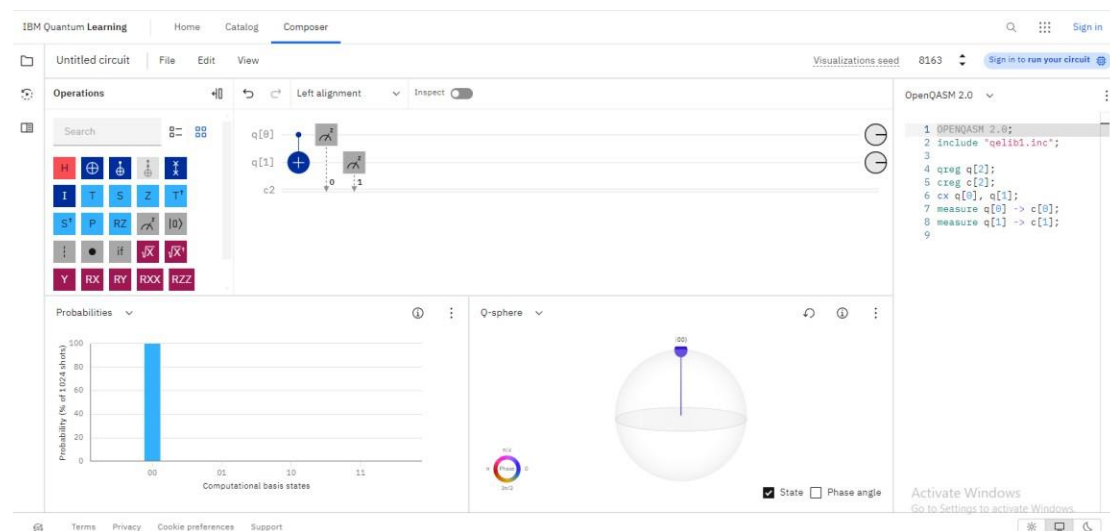 IBM Quantum Learning Home Catalog Composer Sign in
Untitled circuit File Edit View Visualizations seed 8163 Sign in to run your circuit
Operations Left alignment Inspect OpenQASM 2.0
Search
H
I T S Z T†
S† P RZ z |0⟩
if √X √X†
Y RX RY RXX RZZ
q[0] z
q[1] z
c2 0 1
1 OPENQASM 2.0;
2 include "qelib1.inc";
3
4 qreg q[2];
5 creg c[2];
6 cx q[0], q[1];
7 measure q[0] -> c[0];
8 measure q[1] -> c[1];
9
Probabilities
Probability (% of 1024 shots)
100
80
60
40
20
0
00 01 10 11
Computational basis states
Q-sphere
|00⟩
π/2
π Phase 0
3π/2
State Phase angle
Activate Windows
Go to Settings to activate Windows.
Terms Privacy Cookie preferences Support